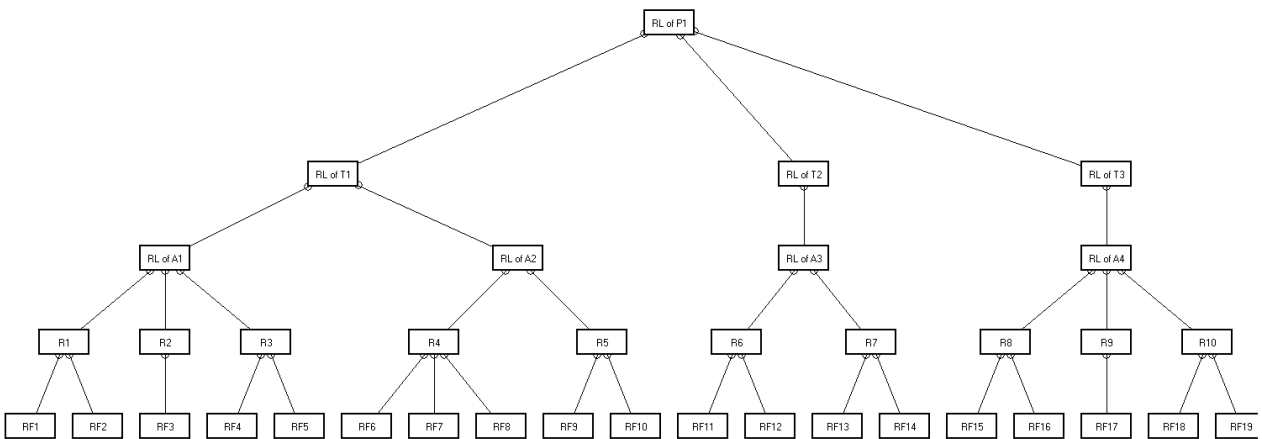 RL of P1
RL of T1
RL of T2
RL of T3
RL of A1
RL of A2
RL of A3
RL of A4
R1
R2
R3
R4
R5
R6
R7
R8
R9
R10
RF1
RF2
RF3
RF4
RF5
RF6
RF7
RF8
RF9
RF10
RF11
RF12
RF13
RF14
RF15
RF16
RF17
RF18
RF19